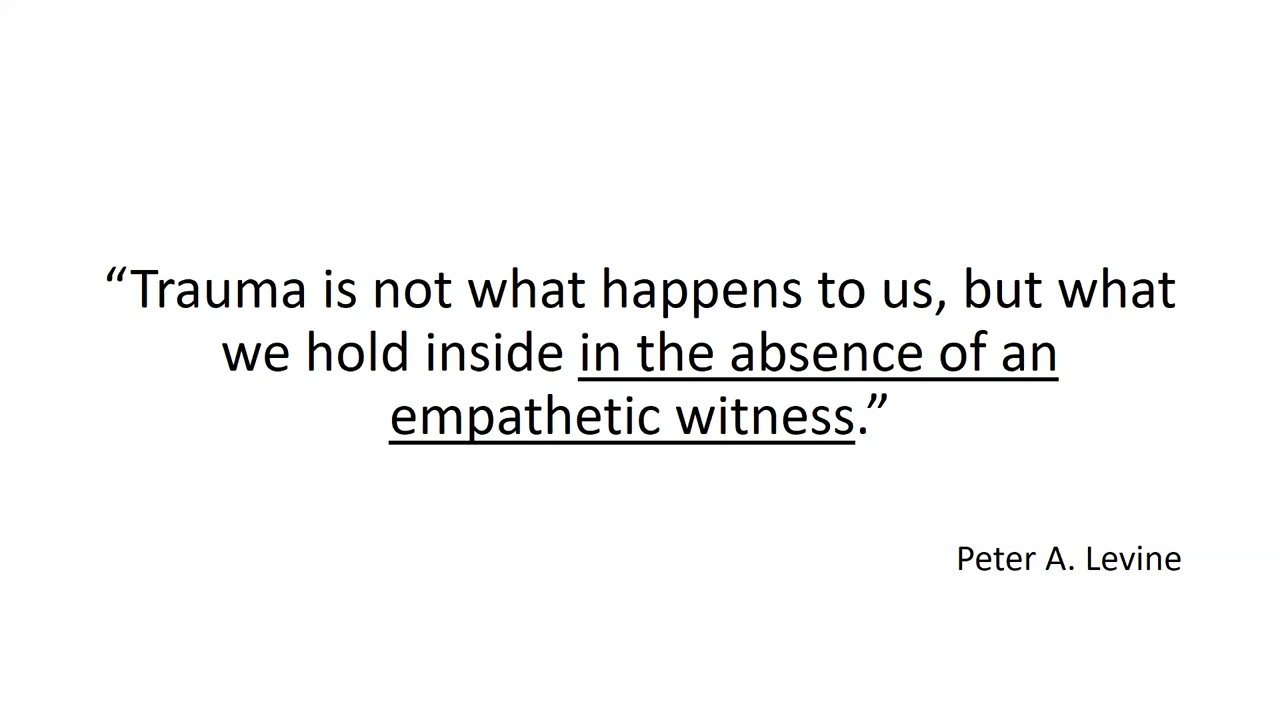 “Trauma is not what happens to us, but what
we hold inside in the absence of an
empathetic witness.”
Peter A. Levine